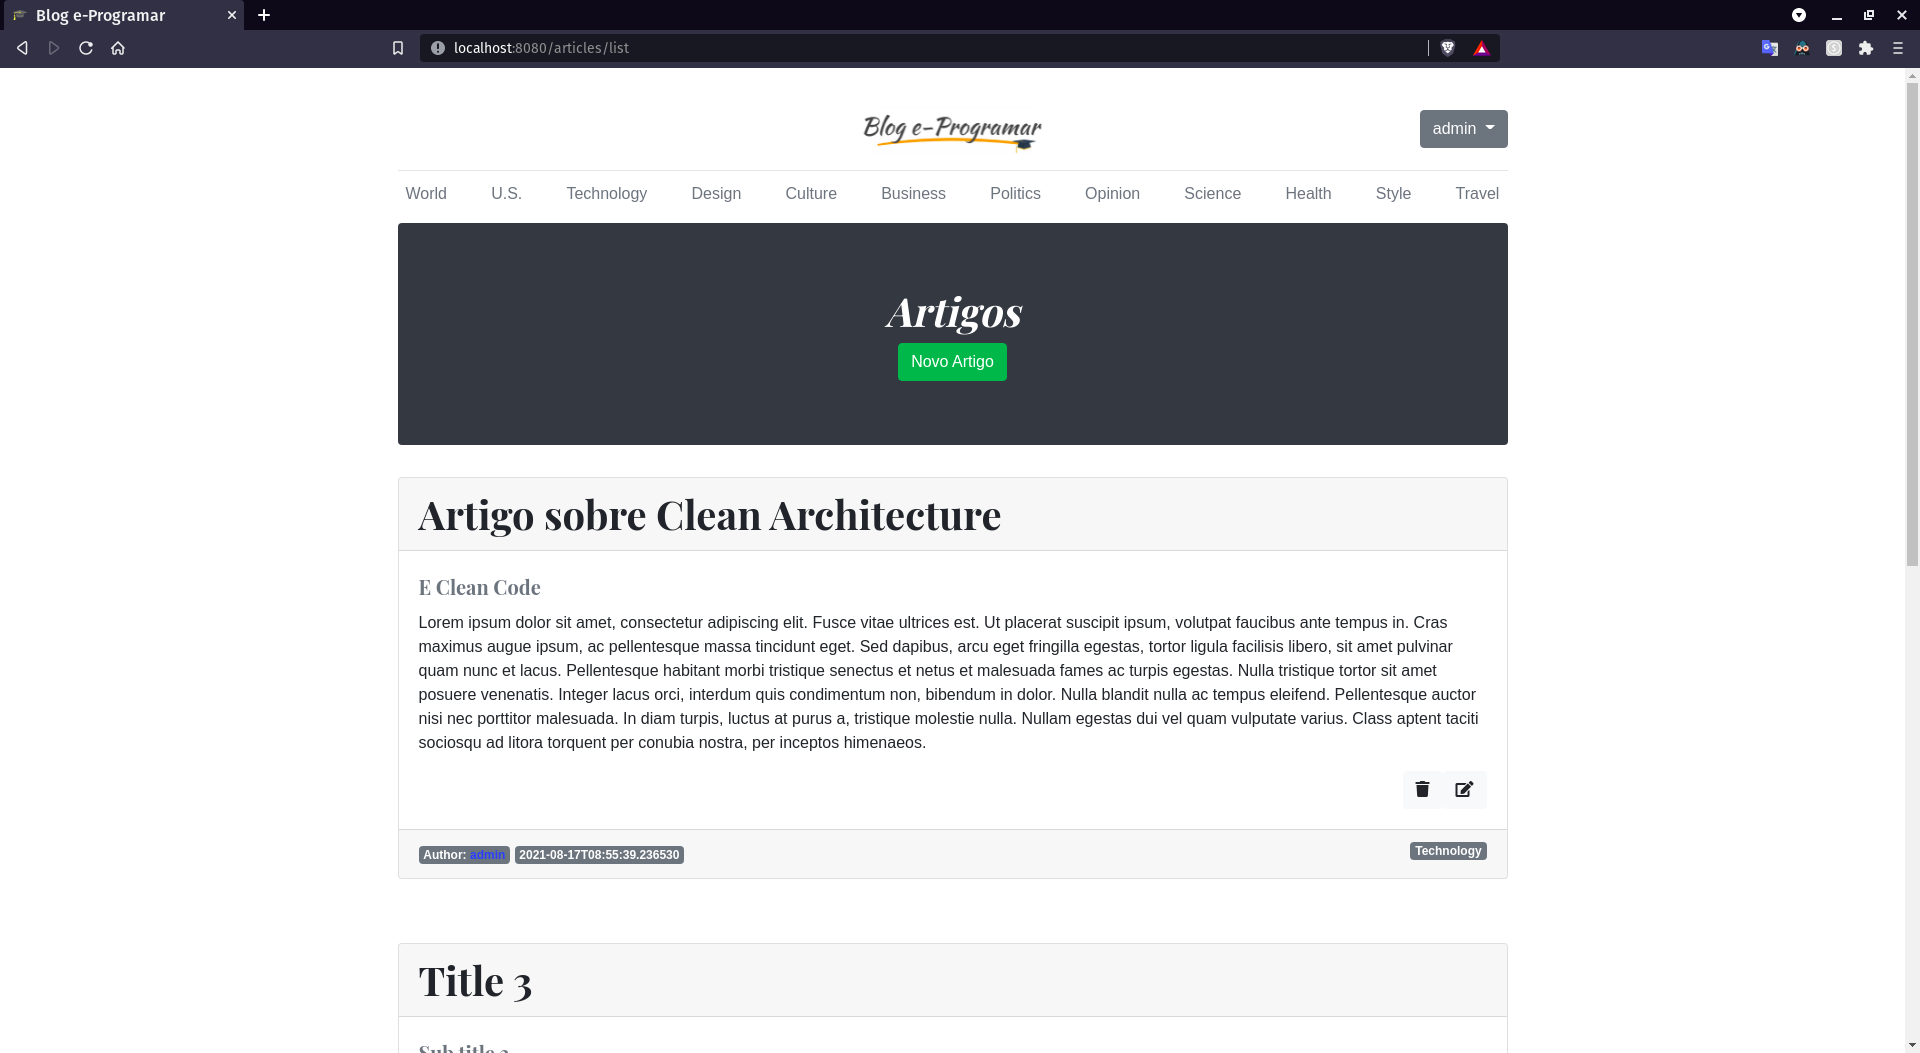 Blog e-Programar
localhost:8080/articles/list
Blog e-Programar
admin
World U.S. Technology Design Culture Business Politics Opinion Science Health Style Travel
Artigos
Novo Artigo
Artigo sobre Clean Architecture
E Clean Code
Lorem ipsum dolor sit amet, consectetur adipiscing elit. Fusce vitae ultrices est. Ut placerat suscipit ipsum, volutpat faucibus ante tempus in. Cras
maximus augue ipsum, ac pellentesque massa tincidunt eget. Sed dapibus, arcu eget fringilla egestas, tortor ligula facilisis libero, sit amet pulvinar
quam nunc et lacus. Pellentesque habitant morbi tristique senectus et netus et malesuada fames ac turpis egestas. Nulla tristique tortor sit amet
posuere venenatis. Integer lacus orci, interdum quis condimentum non, bibendum in dolor. Nulla blandit nulla ac tempus eleifend. Pellentesque auctor
nisi nec porttitor malesuada. In diam turpis, luctus at purus a, tristique molestie nulla. Nullam egestas dui vel quam vulputate varius. Class aptent taciti
sociosqu ad litora torquent per conubia nostra, per inceptos himenaeos.
Author: admin 2021-08-17T08:55:39.236530 Technology
Title 3
Sub title